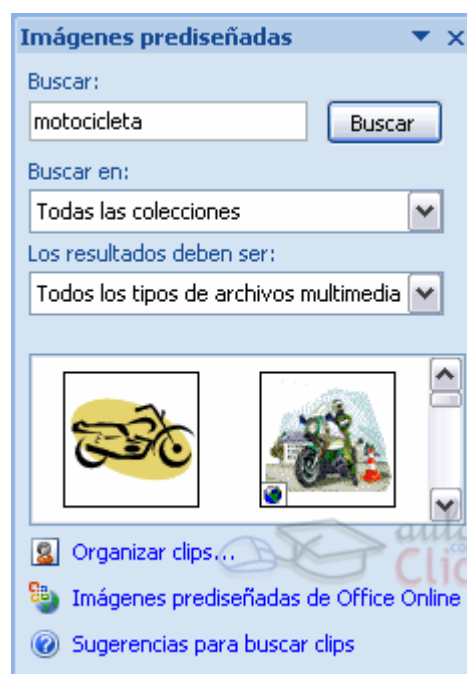 Imágenes prediseñadas
Buscar:
motocicleta
Buscar
Buscar en:
Todas las colecciones
Los resultados deben ser:
Todos los tipos de archivos multimedia
Organizar clips...
Imágenes prediseñadas de Office Online
Sugerencias para buscar clips